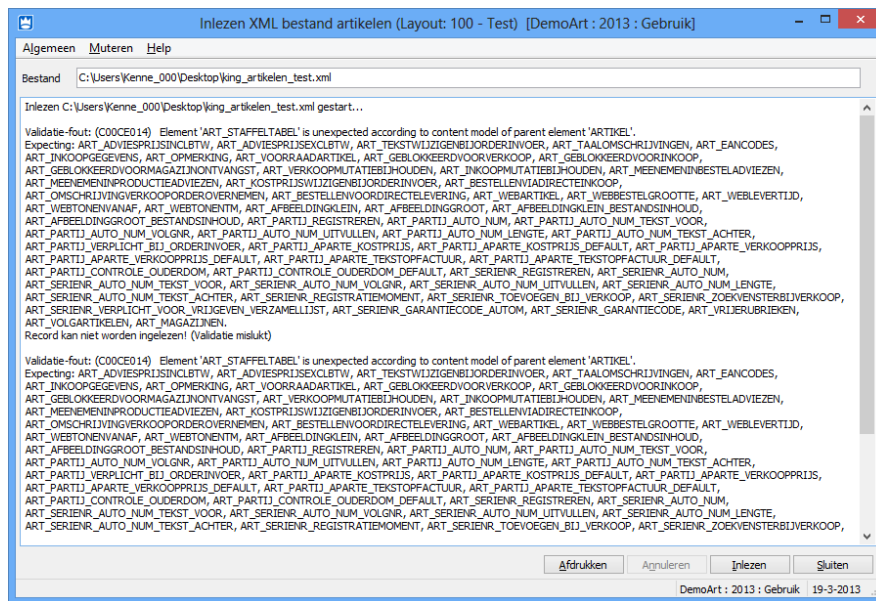 Inlezen XML bestand artikelen (Layout: 100 - Test) [DemoArt : 2013 : Gebruik]
Algemeen Muteren Help
Bestand C:\Users\Kenne_000\Desktop\king_artikelen_test.xml
Inlezen C:\Users\Kenne_000\Desktop\king_artikelen_test.xml gestart...
Validatie-fout: (C00CE014) Element 'ART_STAFFELTABEL' is unexpected according to content model of parent element 'ARTIKEL'.
Expecting: ART_ADVIESPRIJSINCLBTW, ART_ADVIESPRIJSEXCLBTW, ART_TEKSTWIJZIGENBIJORDERINVOER, ART_TAALOMSCHRIJVINGEN, ART_EANCODES,
ART_INKOOPGEGEVENS, ART_OPMERKING, ART_VOORRAADARTIKEL, ART_GEBLOKKEERDVOORVERKOOP, ART_GEBLOKKEERDVOORINKOOP,
ART_GEBLOKKEERDVOORMAGAZIJNONTVANGST, ART_VERKOOPMUTATIEBIJHOUDEN, ART_INKOOPMUTATIEBIJHOUDEN, ART_MEENEMENINBESTELADVIEZEN,
ART_MEENEMENINPRODUCTIEADVIEZEN, ART_KOSTPRIJSWIJZIGENBIJORDERINVOER, ART_BESTELLENVIADIRECTEINKOOP,
ART_OMSCHRIJVINGVERKOOPORDEROVERNEMEN, ART_BESTELLENVOORDIRECTELEVERING, ART_WEBARTIKEL, ART_WEBBESTELGROOTTE, ART_WEBLEVERTIJD,
ART_WEBTONENVANAF, ART_WEBTONENTM, ART_AFBEELDINGKLEIN, ART_AFBEELDINGGROOT, ART_AFBEELDINGKLEIN_BESTANDSINHOUD,
ART_AFBEELDINGGROOT_BESTANDSINHOUD, ART_PARTIJ_REGISTREREN, ART_PARTIJ_AUTO_NUM, ART_PARTIJ_AUTO_NUM_TEKST_VOOR,
ART_PARTIJ_AUTO_NUM_VOLGNR, ART_PARTIJ_AUTO_NUM_UITVULLEN, ART_PARTIJ_AUTO_NUM_LENGTE, ART_PARTIJ_AUTO_NUM_TEKST_ACHTER,
ART_PARTIJ_VERPLICHT_BIJ_ORDERINVOER, ART_PARTIJ_APARTE_KOSTPRIJS, ART_PARTIJ_APARTE_KOSTPRIJS_DEFAULT, ART_PARTIJ_APARTE_VERKOOPPRIJS,
ART_PARTIJ_APARTE_VERKOOPPRIJS_DEFAULT, ART_PARTIJ_APARTE_TEKSTOPFACTUUR, ART_PARTIJ_APARTE_TEKSTOPFACTUUR_DEFAULT,
ART_PARTIJ_CONTROLE_OUDERDOM, ART_PARTIJ_CONTROLE_OUDERDOM_DEFAULT, ART_SERIENR_REGISTREREN, ART_SERIENR_AUTO_NUM,
ART_SERIENR_AUTO_NUM_TEKST_VOOR, ART_SERIENR_AUTO_NUM_VOLGNR, ART_SERIENR_AUTO_NUM_UITVULLEN, ART_SERIENR_AUTO_NUM_LENGTE,
ART_SERIENR_AUTO_NUM_TEKST_ACHTER, ART_SERIENR_REGISTRATIEMOMENT, ART_SERIENR_TOEVOEGEN_BIJ_VERKOOP, ART_SERIENR_ZOEKVENSTERBIJVERKOOP,
ART_SERIENR_VERPLICHT_VOOR_VRIJGEVEN_VERZAMELLIJST, ART_SERIENR_GARANTIECODE_AUTOM, ART_SERIENR_GARANTIECODE, ART_VRIJERUBRIEKEN,
ART_VOLGARTIKELEN, ART_MAGAZIJNEN.
Record kan niet worden ingelezen! (Validatie mislukt)
Validatie-fout: (C00CE014) Element 'ART_STAFFELTABEL' is unexpected according to content model of parent element 'ARTIKEL'.
Expecting: ART_ADVIESPRIJSINCLBTW, ART_ADVIESPRIJSEXCLBTW, ART_TEKSTWIJZIGENBIJORDERINVOER, ART_TAALOMSCHRIJVINGEN, ART_EANCODES,
ART_INKOOPGEGEVENS, ART_OPMERKING, ART_VOORRAADARTIKEL, ART_GEBLOKKEERDVOORVERKOOP, ART_GEBLOKKEERDVOORINKOOP,
ART_GEBLOKKEERDVOORMAGAZIJNONTVANGST, ART_VERKOOPMUTATIEBIJHOUDEN, ART_INKOOPMUTATIEBIJHOUDEN, ART_MEENEMENINBESTELADVIEZEN,
ART_MEENEMENINPRODUCTIEADVIEZEN, ART_KOSTPRIJSWIJZIGENBIJORDERINVOER, ART_BESTELLENVIADIRECTEINKOOP,
ART_OMSCHRIJVINGVERKOOPORDEROVERNEMEN, ART_BESTELLENVOORDIRECTELEVERING, ART_WEBARTIKEL, ART_WEBBESTELGROOTTE, ART_WEBLEVERTIJD,
ART_WEBTONENVANAF, ART_WEBTONENTM, ART_AFBEELDINGKLEIN, ART_AFBEELDINGGROOT, ART_AFBEELDINGKLEIN_BESTANDSINHOUD,
ART_AFBEELDINGGROOT_BESTANDSINHOUD, ART_PARTIJ_REGISTREREN, ART_PARTIJ_AUTO_NUM, ART_PARTIJ_AUTO_NUM_TEKST_VOOR,
ART_PARTIJ_AUTO_NUM_VOLGNR, ART_PARTIJ_AUTO_NUM_UITVULLEN, ART_PARTIJ_AUTO_NUM_LENGTE, ART_PARTIJ_AUTO_NUM_TEKST_ACHTER,
ART_PARTIJ_VERPLICHT_BIJ_ORDERINVOER, ART_PARTIJ_APARTE_KOSTPRIJS, ART_PARTIJ_APARTE_KOSTPRIJS_DEFAULT, ART_PARTIJ_APARTE_VERKOOPPRIJS,
ART_PARTIJ_APARTE_VERKOOPPRIJS_DEFAULT, ART_PARTIJ_APARTE_TEKSTOPFACTUUR, ART_PARTIJ_APARTE_TEKSTOPFACTUUR_DEFAULT,
ART_PARTIJ_CONTROLE_OUDERDOM, ART_PARTIJ_CONTROLE_OUDERDOM_DEFAULT, ART_SERIENR_REGISTREREN, ART_SERIENR_AUTO_NUM,
ART_SERIENR_AUTO_NUM_TEKST_VOOR, ART_SERIENR_AUTO_NUM_VOLGNR, ART_SERIENR_AUTO_NUM_UITVULLEN, ART_SERIENR_AUTO_NUM_LENGTE,
ART_SERIENR_AUTO_NUM_TEKST_ACHTER, ART_SERIENR_REGISTRATIEMOMENT, ART_SERIENR_TOEVOEGEN_BIJ_VERKOOP, ART_SERIENR_ZOEKVENSTERBIJVERKOOP,
Afdrukken Annuleren Inlezen Sluiten
DemoArt : 2013 : Gebruik 19-3-2013